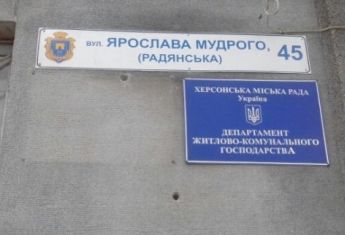 вул. ЯРОСЛАВА МУДРОГО, 45
(РАДЯНСЬКА)
ХЕРСОНСЬКА МІСЬКА РАДА
Україна
ДЕПАРТАМЕНТ
ЖИТЛОВО-КОМУНАЛЬНОГО
ГОСПОДАРСТВА